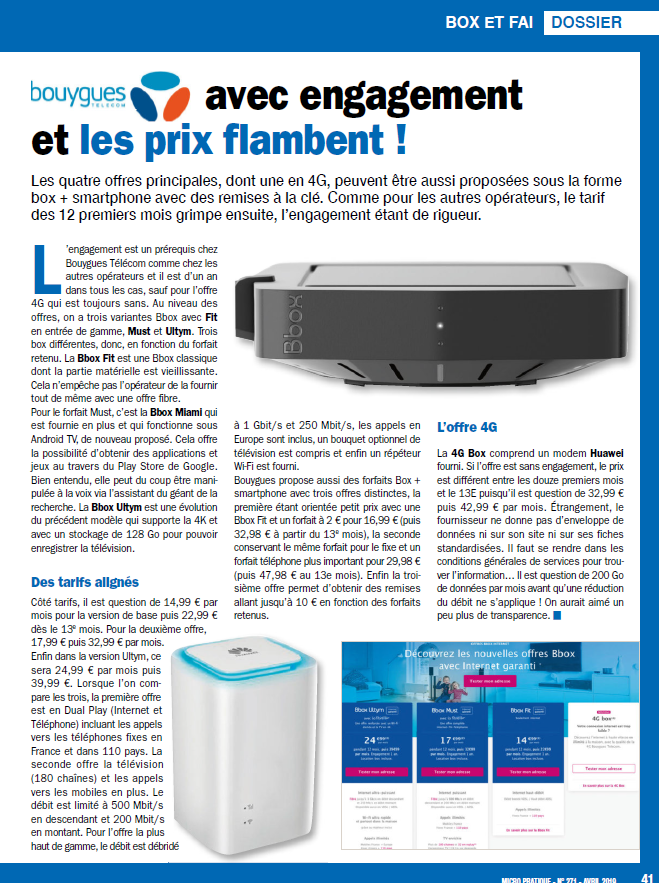 BOX ET FAI DOSSIER
bouygues
TELECOM
avec engagement
et les prix flambent !
Les quatre offres principales, dont une en 4G, peuvent être aussi proposées sous la forme
box + smartphone avec des remises à la clé. Comme pour les autres opérateurs, le tarif
des 12 premiers mois grimpe ensuite, l'engagement étant de rigueur.
L'engagement est un prérequis chez
Bouygues Télécom comme chez les
autres opérateurs et il est d'un an
dans tous les cas, sauf pour l'offre
4G qui est toujours sans. Au niveau des
offres, on a trois variantes Bbox avec Fit
en entrée de gamme, Must et Ultym. Trois
box différentes, donc, en fonction du forfait
retenu. La Bbox Fit est une Bbox classique
dont la partie matérielle est vieillissante.
Cela n'empêche pas l'opérateur de la fournir
tout de même avec une offre fibre.
Pour le forfait Must, c'est la Bbox Miami qui
est fournie en plus et qui fonctionne sous
Android TV, de nouveau proposé. Cela offre
la possibilité d'obtenir des applications et
jeux au travers du Play Store de Google.
Bien entendu, elle peut du coup être mani-
pulée à la voix via l'assistant du géant de la
recherche. La Bbox Ultym est une évolution
du précédent modèle qui supporte la 4K et
avec un stockage de 128 Go pour pouvoir
enregistrer la télévision.
Des tarifs alignés
Côté tarifs, il est question de 14,99 € par
mois pour la version de base puis 22,99 €
dès le 13e mois. Pour la deuxième offre,
17,99 € puis 32,99 € par mois.
Enfin dans la version Ultym, ce
sera 24,99 € par mois puis
39,99 €. Lorsque l'on com-
pare les trois, la première offre
est en Dual Play (Internet et
Téléphone) incluant les appels
vers les téléphones fixes en
France et dans 110 pays. La
seconde offre la télévision
(180 chaînes) et les appels
vers les mobiles en plus. Le
débit est limité à 500 Mbit/s
en descendant et 200 Mbit/s
en montant. Pour l'offre la plus
haut de gamme, le débit est débridé
Bbox
à 1 Gbit/s et 250 Mbit/s, les appels en
Europe sont inclus, un bouquet optionnel de
télévision est compris et enfin un répéteur
Wi-Fi est fourni.
Bouygues propose aussi des forfaits Box +
smartphone avec trois offres distinctes, la
première étant orientée petit prix avec une
Bbox Fit et un forfait à 2 € pour 16,99 € (puis
32,98 € à partir du 13e mois), la seconde
conservant le même forfait pour le fixe et un
forfait téléphone plus important pour 29,98 €
(puis 47,98 € au 13e mois). Enfin la troi-
sième offre permet d'obtenir des remises
allant jusqu'à 10 € en fonction des forfaits
retenus.
L'offre 4G
La 4G Box comprend un modem Huawei
fourni. Si l'offre est sans engagement, le prix
est différent entre les douze premiers mois
et le 13E puisqu'il est question de 32,99 €
puis 42,99 € par mois. Étrangement, le
fournisseur ne donne pas d'enveloppe de
données ni sur son site ni sur ses fiches
standardisées. Il faut se rendre dans les
conditions générales de services pour trou-
ver l'information... Il est question de 200 Go
de données par mois avant qu'une réduction
du débit ne s'applique ! On aurait aimé un
peu plus de transparence.
HUAWEI
Découvrez les nouvelles offres Bbox
avec Internet garanti
Tester mon adresse
Bbox Ultym
24€99
Tester mon adresse
Bbox Must
17€99
Tester mon adresse
Bbox Fit
14€99
Tester mon adresse
4G box
Tester mon adresse
MICRO PRATIQUE - N° 271 - AVRIL 2019 41